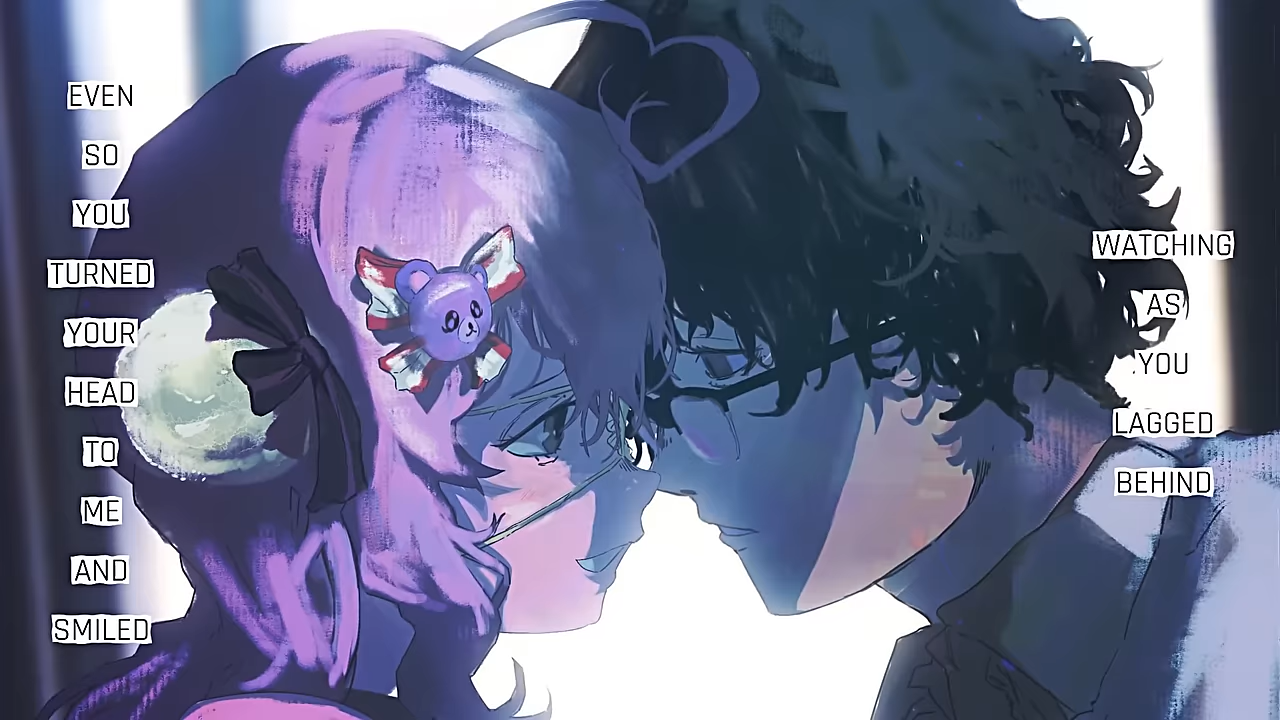 EVEN
SO
YOU
TURNED
YOUR
HEAD
TO
ME
AND
SMILED
WATCHING
AS
YOU
LAGGED
BEHIND